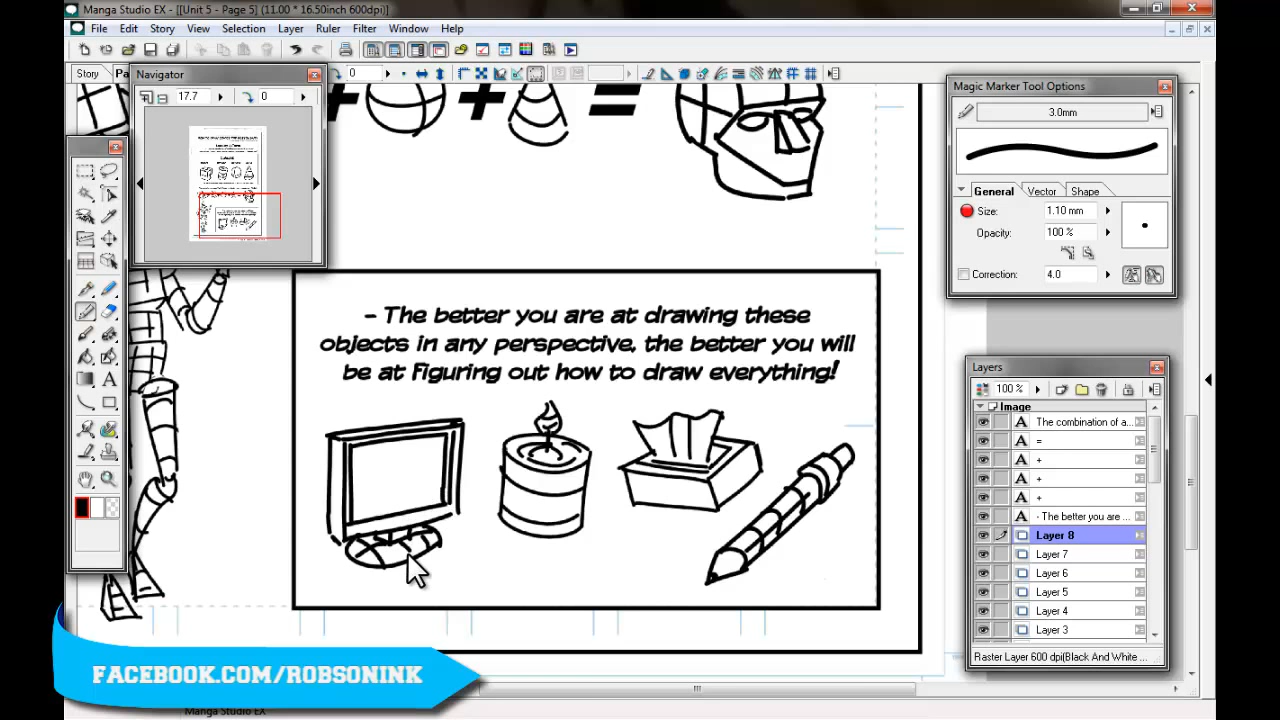 Manga Studio EX - [[Unit 5 - Page 5] (11.00 * 16.50inch 600dpi)]
File Edit Story View Selection Layer Ruler Filter Window Help
Story
Navigator
17.7 0
0
+ + =
Magic Marker Tool Options
3.0mm
General Vector Shape
Size: 1.10 mm
Opacity: 100 %
Correction: 4.0
- The better you are at drawing these
objects in any perspective, the better you will
be at figuring out how to draw everything!
Layers
100 %
Image
A The combination of a...
A =
A +
A +
A +
A - The better you are ...
Layer 8
Layer 7
Layer 6
Layer 5
Layer 4
Layer 3
Raster Layer 600 dpi(Black And White ...
FACEBOOK.COM/ROBSONINK
Manga Studio EX